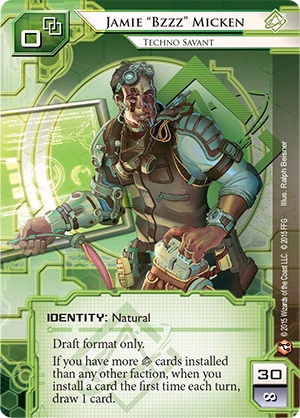 0
JAMIE “BZZZ” MICKEN
TECHNO SAVANT
Illus. Ralph Beisner
© 2015 Wizards of the Coast LLC. © 2015 FFG
IDENTITY: Natural
Draft format only.
If you have more cards installed
than any other faction, when you
install a card the first time each turn,
draw 1 card.
30
∞